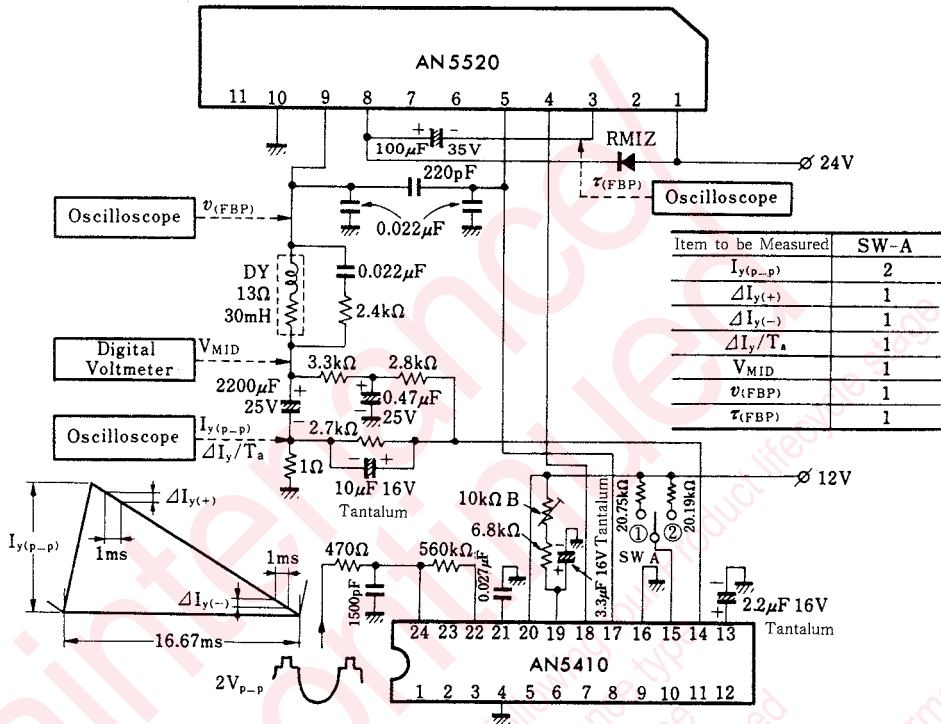 AN5520
11 10 9 8 7 6 5 4 3 2 1
+ −
100μF 35V
RMIZ
24V
220pF
τ(FBP)
Oscilloscope
Oscilloscope
v(FBP)
0.022μF
Item to be Measured SW-A
Iy(p–p) 2
ΔIy(+) 1
ΔIy(−) 1
ΔIy/Ta 1
VMID 1
v(FBP) 1
τ(FBP) 1
DY
13Ω
30mH
0.022μF
2.4kΩ
Digital
Voltmeter
VMID
3.3kΩ 2.8kΩ
2200μF
25V
+
−
+
−
0.47μF
25V
Oscilloscope
Iy(p–p)
ΔIy/Ta
2.7kΩ
1Ω
− +
10μF 16V
Tantalum
12V
10kΩ B
6.8kΩ
+
−
3.3μF 16V Tantalum
20.75kΩ
20.19kΩ
① ②
SW A
Iy(p–p)
ΔIy(+)
1ms
1ms
ΔIy(−)
16.67ms
470Ω 560kΩ
1500pF
0.027μF
−
+
2.2μF 16V
Tantalum
2Vp–p
24 23 22 21 20 19 18 17 16 15 14 13
AN5410
1 2 3 4 5 6 7 8 9 10 11 12